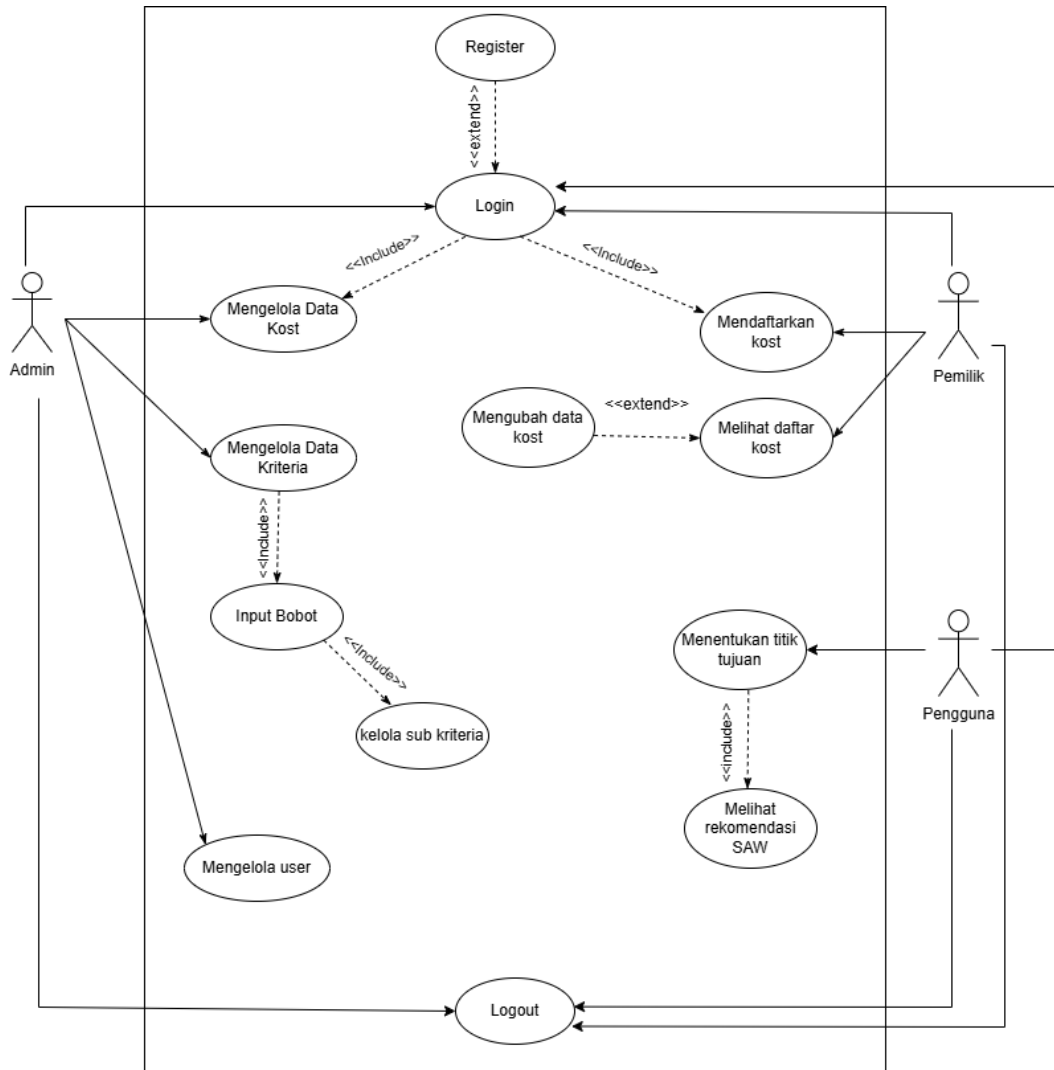 Register
<<extend>>
Login
<<Include>>
<<Include>>
Mengelola Data
Kost
Mendaftarkan
kost
Admin
Pemilik
<<extend>>
Mengubah data
kost
Melihat daftar
kost
Mengelola Data
Kriteria
<<Include>>
Input Bobot
<<Include>>
Menentukan titik
tujuan
Pengguna
kelola sub kriteria
<<include>>
Melihat
rekomendasi
SAW
Mengelola user
Logout